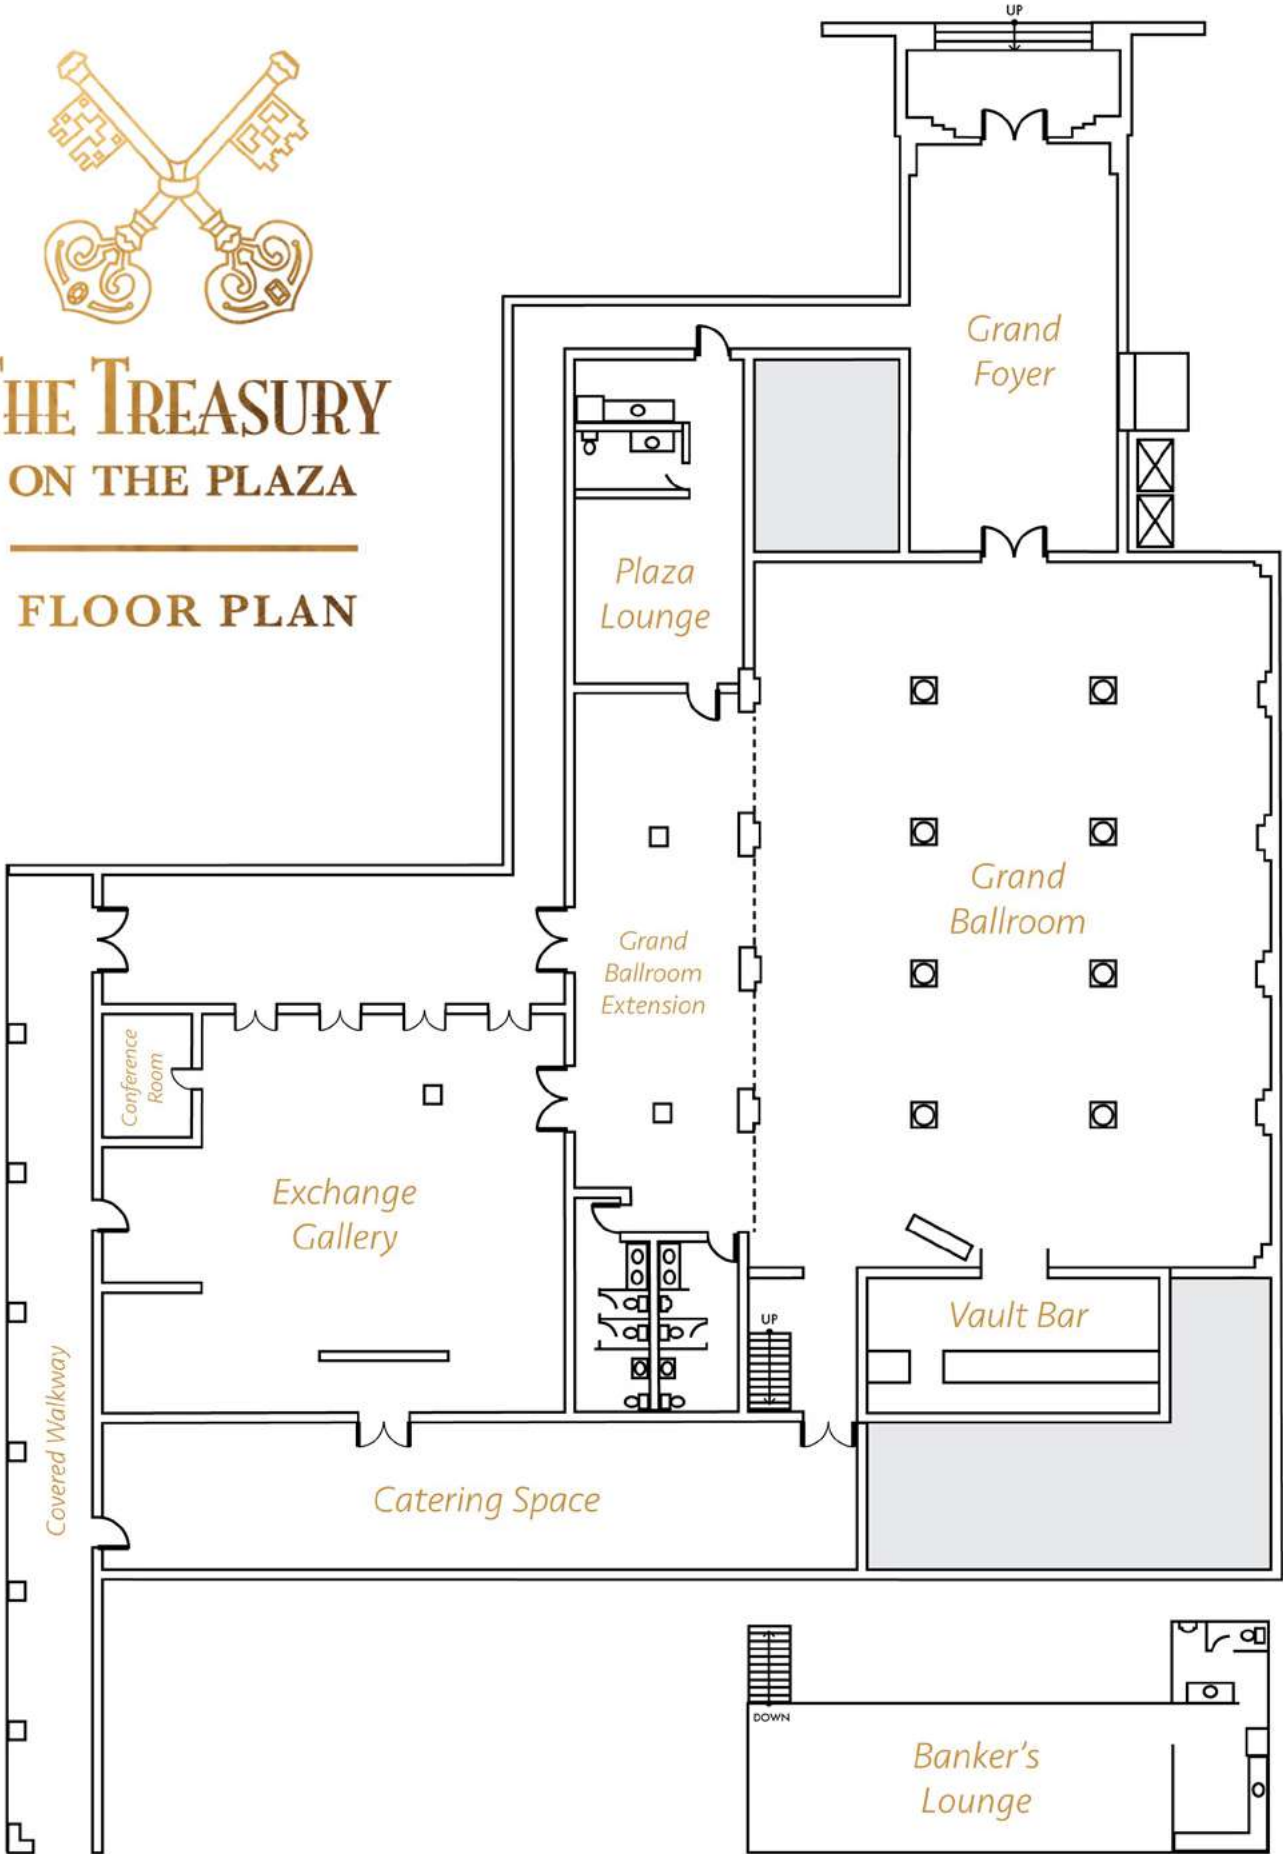 UP
HE TREASURY
ON THE PLAZA
FLOOR PLAN
Grand
Foyer
Plaza
Lounge
Grand
Ballroom
Grand
Ballroom
Extension
Conference
Room
Exchange
Gallery
Vault Bar
UP
Covered Walkway
Catering Space
DOWN
Banker's
Lounge